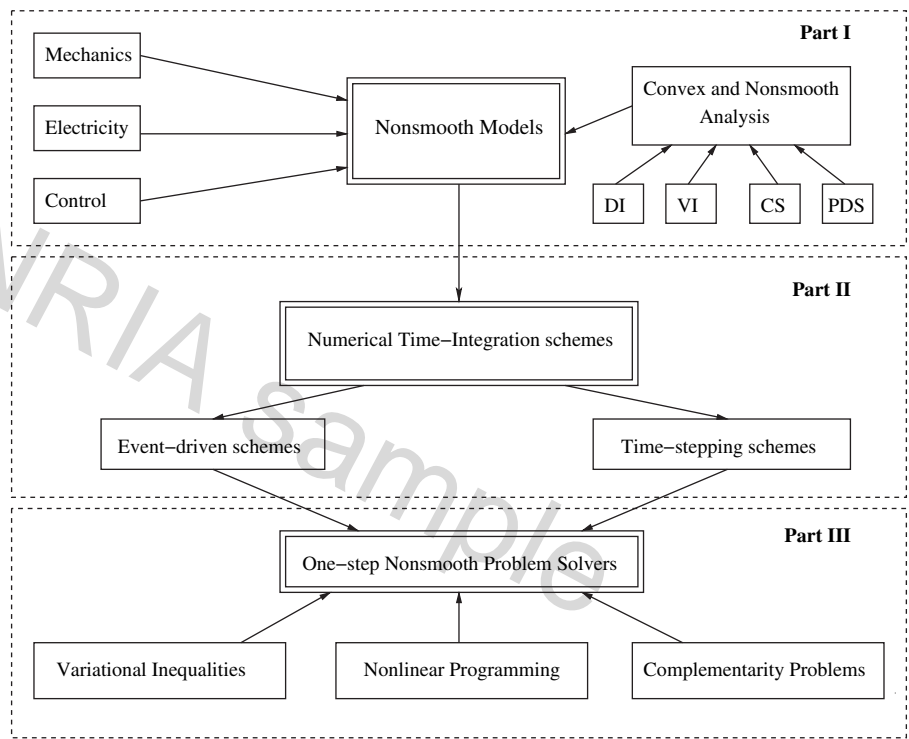 Part I
Mechanics
Electricity
Control
Nonsmooth Models
Convex and Nonsmooth
Analysis
DI
VI
CS
PDS
Part II
Numerical Time−Integration schemes
Event−driven schemes
Time−stepping schemes
Part III
One−step Nonsmooth Problem Solvers
Variational Inequalities
Nonlinear Programming
Complementarity Problems
NRIA sample